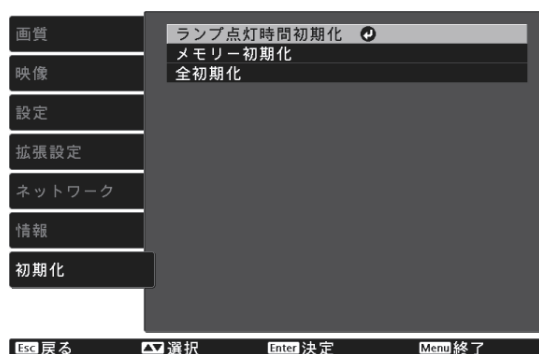 画質
映像
設定
拡張設定
ネットワーク
情報
初期化
ランプ点灯時間初期化
メモリー初期化
全初期化
Esc 戻る 選択 Enter 決定 Menu 終了